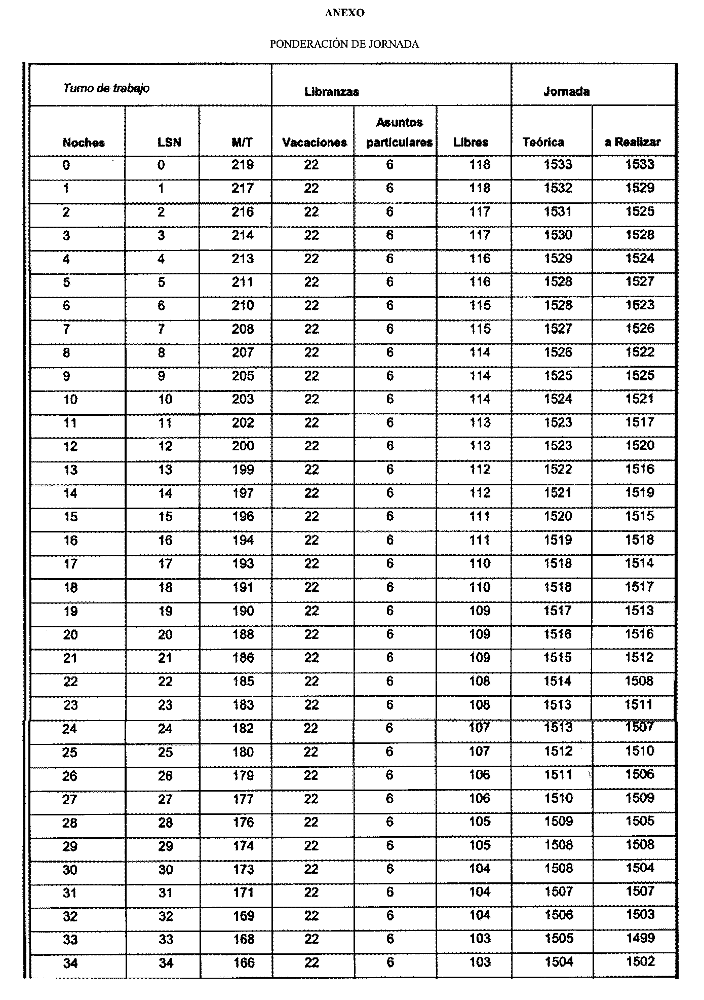 ANEXO
PONDERACIÓN DE JORNADA
Turno de trabajo Libranzas Jornada
Asuntos
Noches LSN M/T Vacaciones particulares Libres Teórica a Realizar
0 0 219 22 6 118 1533 1533
1 1 217 22 6 118 1532 1529
2 2 216 22 6 117 1531 1525
3 3 214 22 6 117 1530 1528
4 4 213 22 6 116 1529 1524
5 5 211 22 6 116 1528 1527
6 6 210 22 6 115 1528 1523
7 7 208 22 6 115 1527 1526
8 8 207 22 6 114 1526 1522
9 9 205 22 6 114 1525 1525
10 10 203 22 6 114 1524 1521
11 11 202 22 6 113 1523 1517
12 12 200 22 6 113 1523 1520
13 13 199 22 6 112 1522 1516
14 14 197 22 6 112 1521 1519
15 15 196 22 6 111 1520 1515
16 16 194 22 6 111 1519 1518
17 17 193 22 6 110 1518 1514
18 18 191 22 6 110 1518 1517
19 19 190 22 6 109 1517 1513
20 20 188 22 6 109 1516 1516
21 21 186 22 6 109 1515 1512
22 22 185 22 6 108 1514 1508
23 23 183 22 6 108 1513 1511
24 24 182 22 6 107 1513 1507
25 25 180 22 6 107 1512 1510
26 26 179 22 6 106 1511 1506
27 27 177 22 6 106 1510 1509
28 28 176 22 6 105 1509 1505
29 29 174 22 6 105 1508 1508
30 30 173 22 6 104 1508 1504
31 31 171 22 6 104 1507 1507
32 32 169 22 6 104 1506 1503
33 33 168 22 6 103 1505 1499
34 34 166 22 6 103 1504 1502